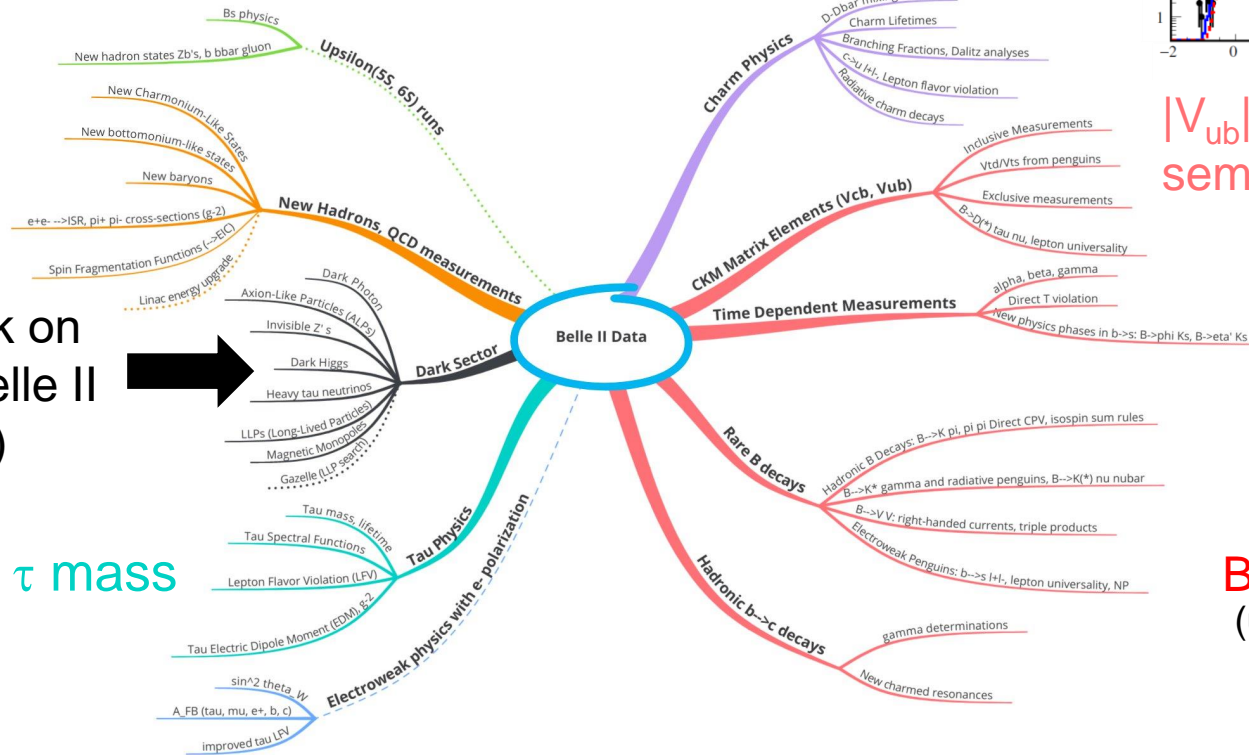 Bs physics
New hadron states Zb's, b bbar gluon
Upsilon(5S, 6S) runs
New Charmonium-Like States
New bottomonium-like states
New baryons
e+e- -->ISR, pi+ pi- cross-sections (g-2)
Spin Fragmentation Functions (-->EIC)
Linac energy upgrade
New Hadrons, QCD measurements
Dark Photon
Axion-Like Particles (ALPs)
Invisible Z' s
Dark Higgs
Heavy tau neutrinos
LLPs (Long-Lived Particles)
Magnetic Monopoles
Gazelle (LLP search)
Dark Sector
k on
elle II
)
Tau mass, lifetime
Tau Spectral Functions
Lepton Flavor Violation (LFV)
Tau Electric Dipole Moment (EDM), g-2
Tau Physics
τ mass
sin^2 theta_W
A_FB (tau, mu, e+, b, c)
improved tau LFV
Electroweak physics with e- polarization
Belle II Data
Charm Physics
D-Dbar
Charm Lifetimes
Branching Fractions, Dalitz analyses
c->u l+l-, Lepton flavor violation
Radiative charm decays
CKM Matrix Elements (Vcb, Vub)
Inclusive Measurements
Vtd/Vts from penguins
Exclusive measurements
B->D(*) tau nu, lepton universality
Time Dependent Measurements
alpha, beta, gamma
Direct T violation
New physics phases in b->s: B->phi Ks, B->eta' Ks
Rare B decays
Hadronic B Decays: B-->K pi, pi pi Direct CPV, isospin sum rules
B-->K* gamma and radiative penguins, B-->K(*) nu nubar
B-->V V: right-handed currents, triple products
Electroweak Penguins: b-->s l+l-, lepton universality, NP
Hadronic b-->c decays
gamma determinations
New charmed resonances
1
−2 0
|Vub|
sem
B
(